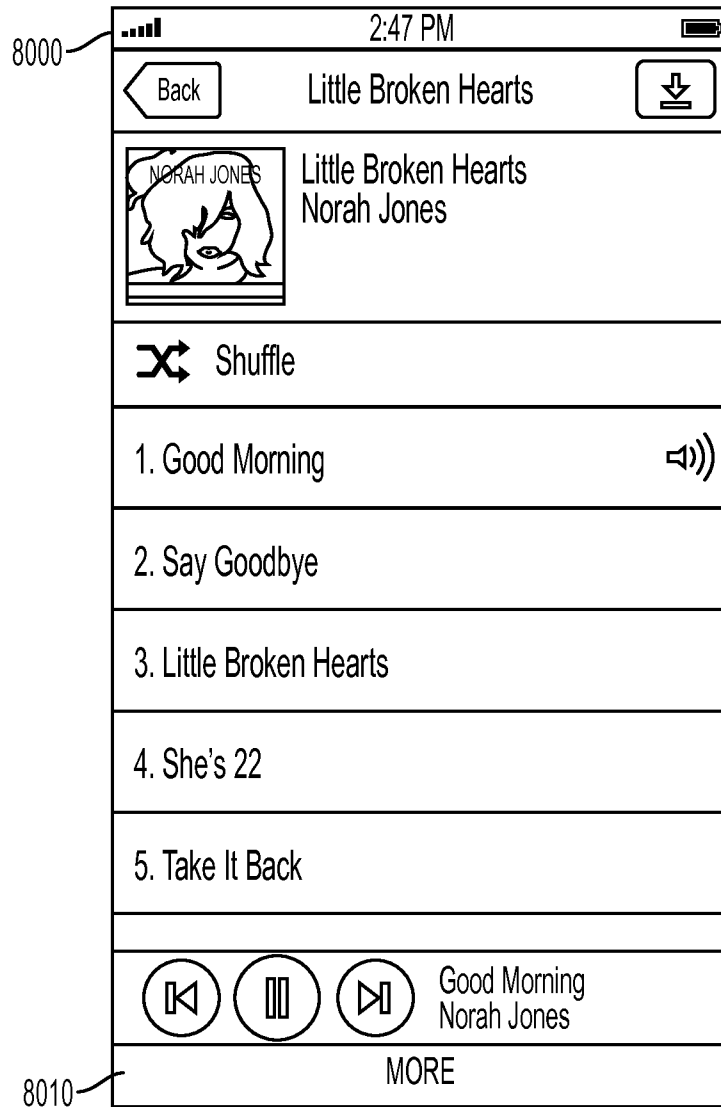 8000
2:47 PM
Back
Little Broken Hearts
NORAH JONES
Little Broken Hearts
Norah Jones
Shuffle
1. Good Morning
2. Say Goodbye
3. Little Broken Hearts
4. She's 22
5. Take It Back
Good Morning
Norah Jones
MORE
8010